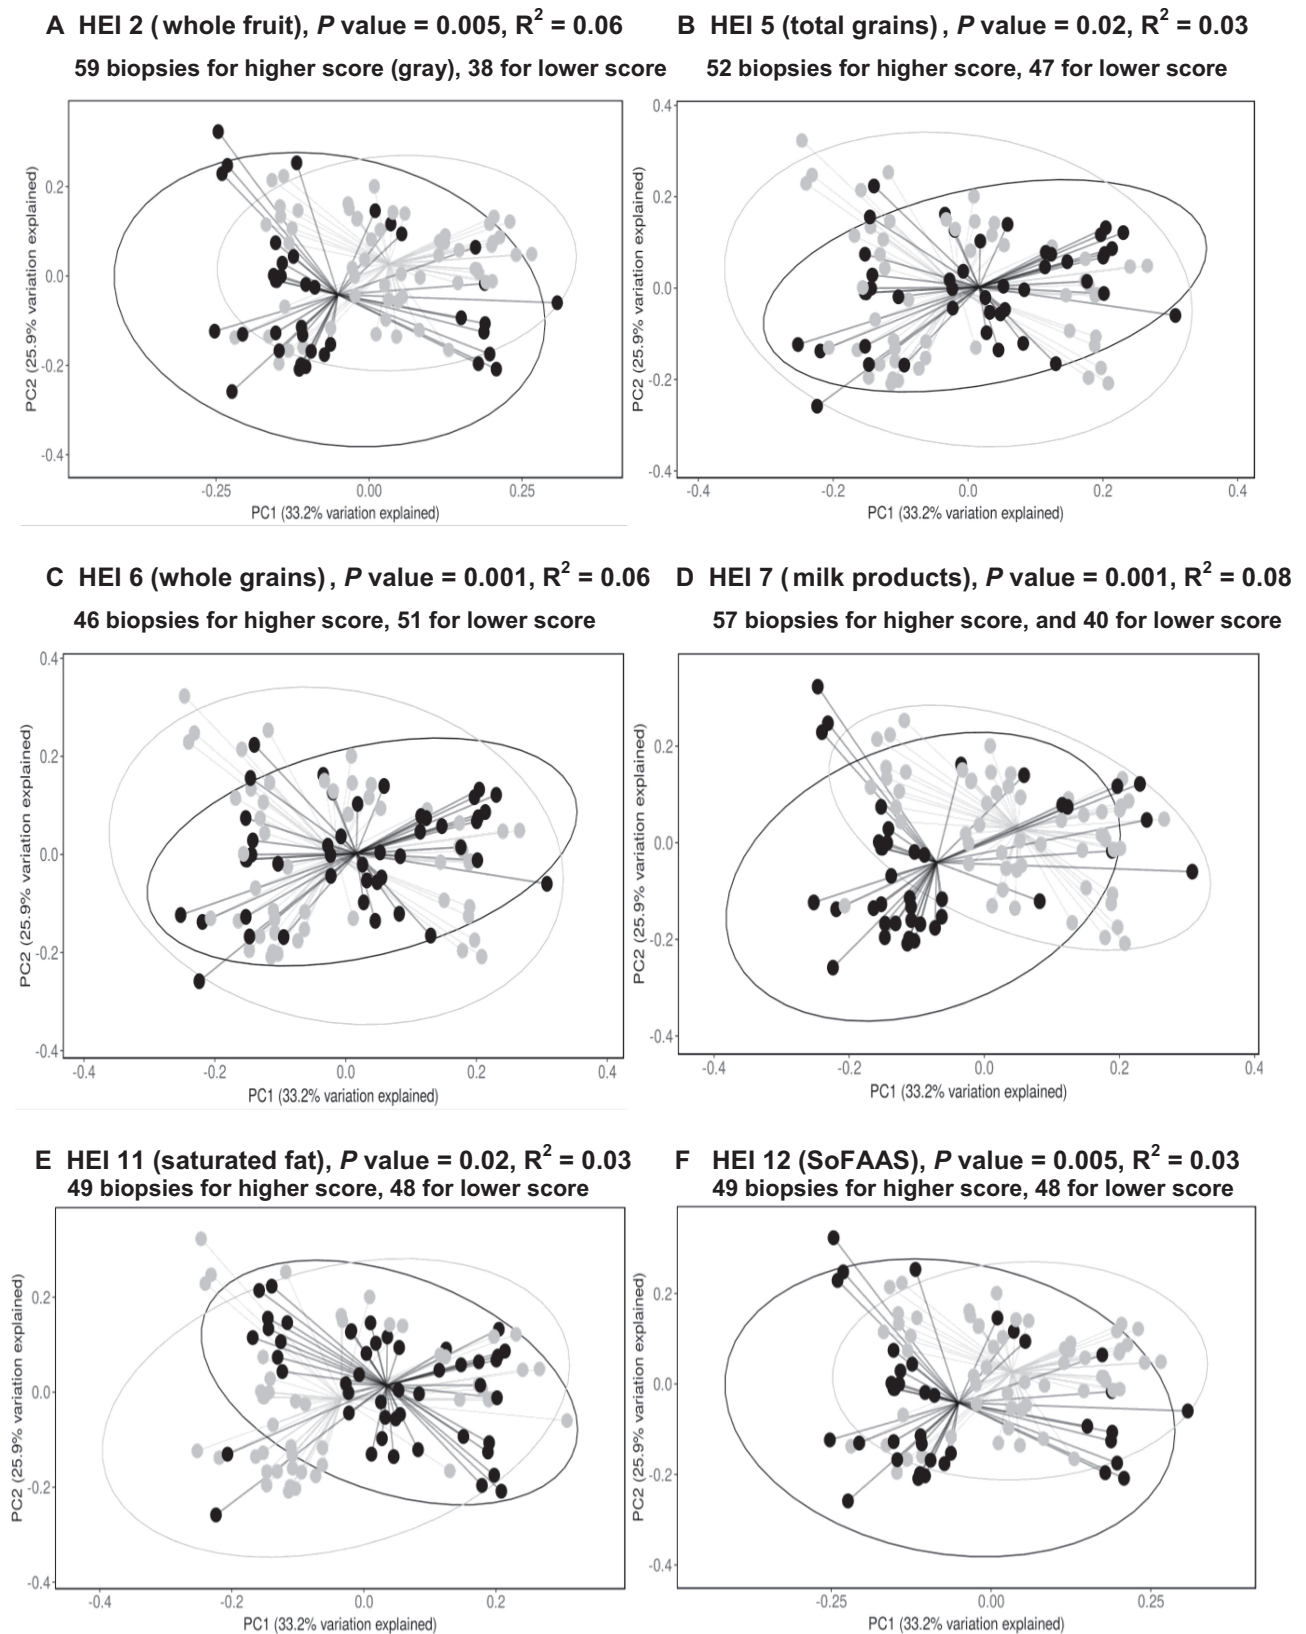 A HEI 2 (whole fruit), P value = 0.005, R² = 0.06
59 biopsies for higher score (gray), 38 for lower score
0.2
0.0
-0.2
-0.4
PC2 (25.9% variation explained)
-0.25 0.00 0.25
PC1 (33.2% variation explained)
B HEI 5 (total grains), P value = 0.02, R² = 0.03
52 biopsies for higher score, 47 for lower score
0.4
0.2
0.0
-0.2
-0.4
PC2 (25.9% variation explained)
-0.4 -0.2 0.0 0.2 0.4
PC1 (33.2% variation explained)
C HEI 6 (whole grains), P value = 0.001, R² = 0.06
46 biopsies for higher score, 51 for lower score
0.4
0.2
0.0
-0.2
-0.4
PC2 (25.9% variation explained)
-0.4 -0.2 0.0 0.2 0.4
PC1 (33.2% variation explained)
D HEI 7 (milk products), P value = 0.001, R² = 0.08
57 biopsies for higher score, and 40 for lower score
0.2
0.0
-0.2
-0.4
PC2 (25.9% variation explained)
-0.4 -0.2 0.0 0.2 0.4
PC1 (33.2% variation explained)
E HEI 11 (saturated fat), P value = 0.02, R² = 0.03
49 biopsies for higher score, 48 for lower score
0.2
0.0
-0.2
-0.4
PC2 (25.9% variation explained)
-0.4 -0.2 0.0 0.2
PC1 (33.2% variation explained)
F HEI 12 (SoFAAS), P value = 0.005, R² = 0.03
49 biopsies for higher score, 48 for lower score
0.2
0.0
-0.2
-0.4
PC2 (25.9% variation explained)
-0.25 0.00 0.25
PC1 (33.2% variation explained)